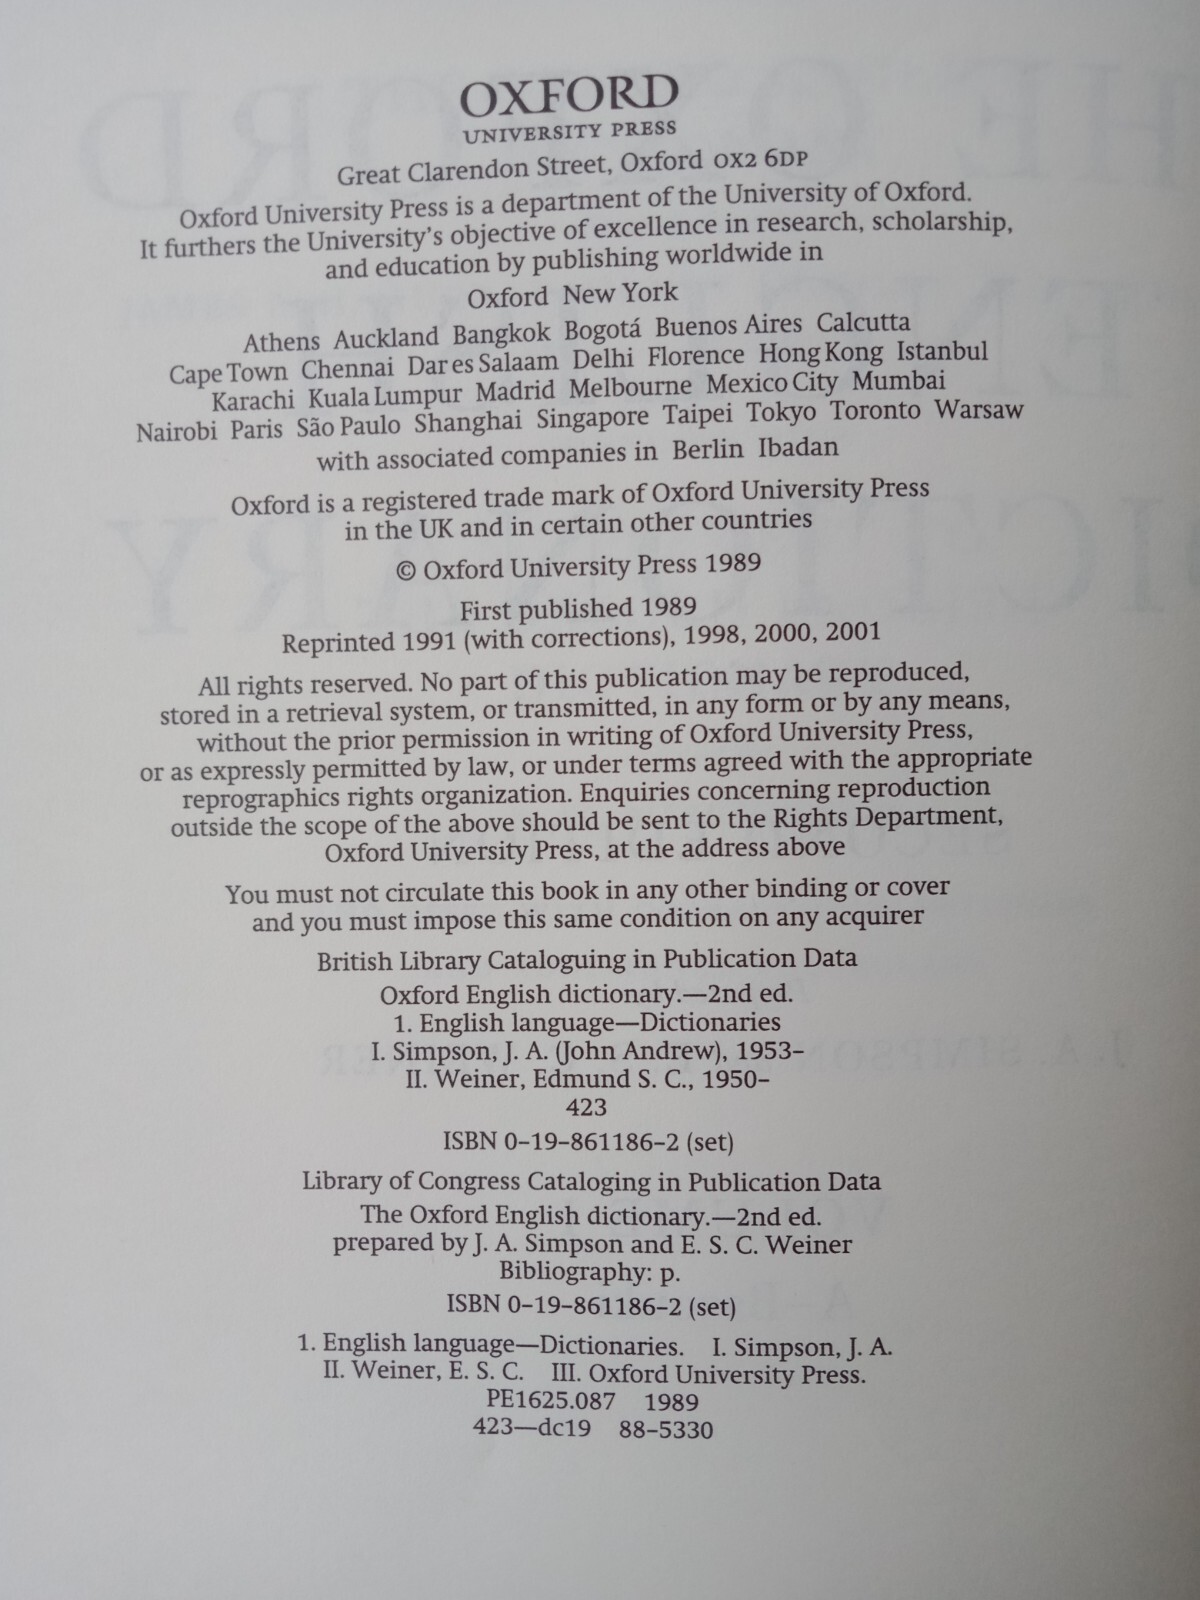 OXFORD
UNIVERSITY PRESS
Great Clarendon Street, Oxford OX2 6DP
Oxford University Press is a department of the University of Oxford.
It furthers the University's objective of excellence in research, scholarship,
and education by publishing worldwide in
Oxford New York
Athens Auckland Bangkok Bogotá Buenos Aires Calcutta
Cape Town Chennai Dar es Salaam Delhi Florence Hong Kong Istanbul
Karachi Kuala Lumpur Madrid Melbourne Mexico City Mumbai
Nairobi Paris São Paulo Shanghai Singapore Taipei Tokyo Toronto Warsaw
with associated companies in Berlin Ibadan
Oxford is a registered trade mark of Oxford University Press
in the UK and in certain other countries
© Oxford University Press 1989
First published 1989
Reprinted 1991 (with corrections), 1998, 2000, 2001
All rights reserved. No part of this publication may be reproduced,
stored in a retrieval system, or transmitted, in any form or by any means,
without the prior permission in writing of Oxford University Press,
or as expressly permitted by law, or under terms agreed with the appropriate
reprographics rights organization. Enquiries concerning reproduction
outside the scope of the above should be sent to the Rights Department,
Oxford University Press, at the address above
You must not circulate this book in any other binding or cover
and you must impose this same condition on any acquirer
British Library Cataloguing in Publication Data
Oxford English dictionary.—2nd ed.
1. English language—Dictionaries
I. Simpson, J. A. (John Andrew), 1953–
II. Weiner, Edmund S. C., 1950–
423
ISBN 0–19–861186–2 (set)
Library of Congress Cataloging in Publication Data
The Oxford English dictionary.—2nd ed.
prepared by J. A. Simpson and E. S. C. Weiner
Bibliography: p.
ISBN 0–19–861186–2 (set)
1. English language—Dictionaries. I. Simpson, J. A.
II. Weiner, E. S. C. III. Oxford University Press.
PE1625.087 1989
423—dc19 88–5330